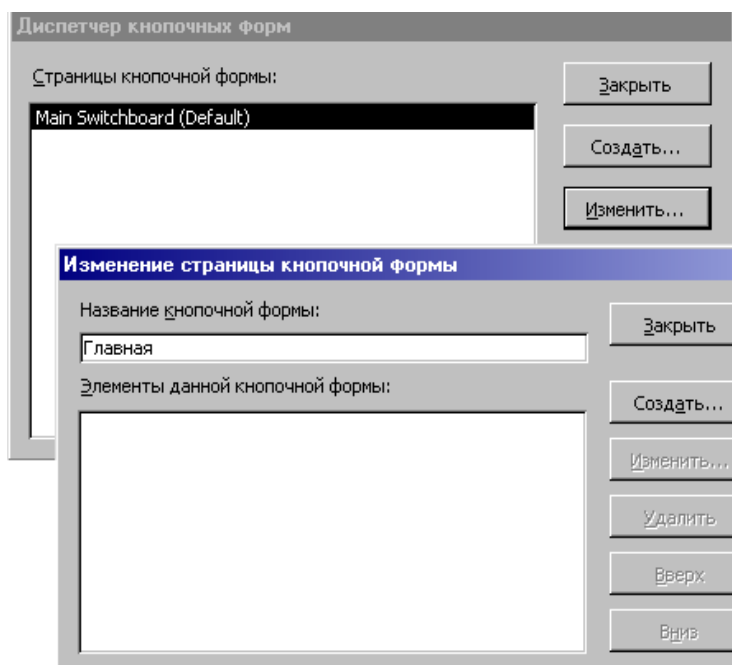 Диспетчер кнопочных форм
Страницы кнопочной формы:
Main Switchboard (Default)
Закрыть
Создать...
Изменить...
Изменение страницы кнопочной формы
Название кнопочной формы:
Главная
Закрыть
Элементы данной кнопочной формы:
Создать...
Изменить...
Удалить
Вверх
Вниз